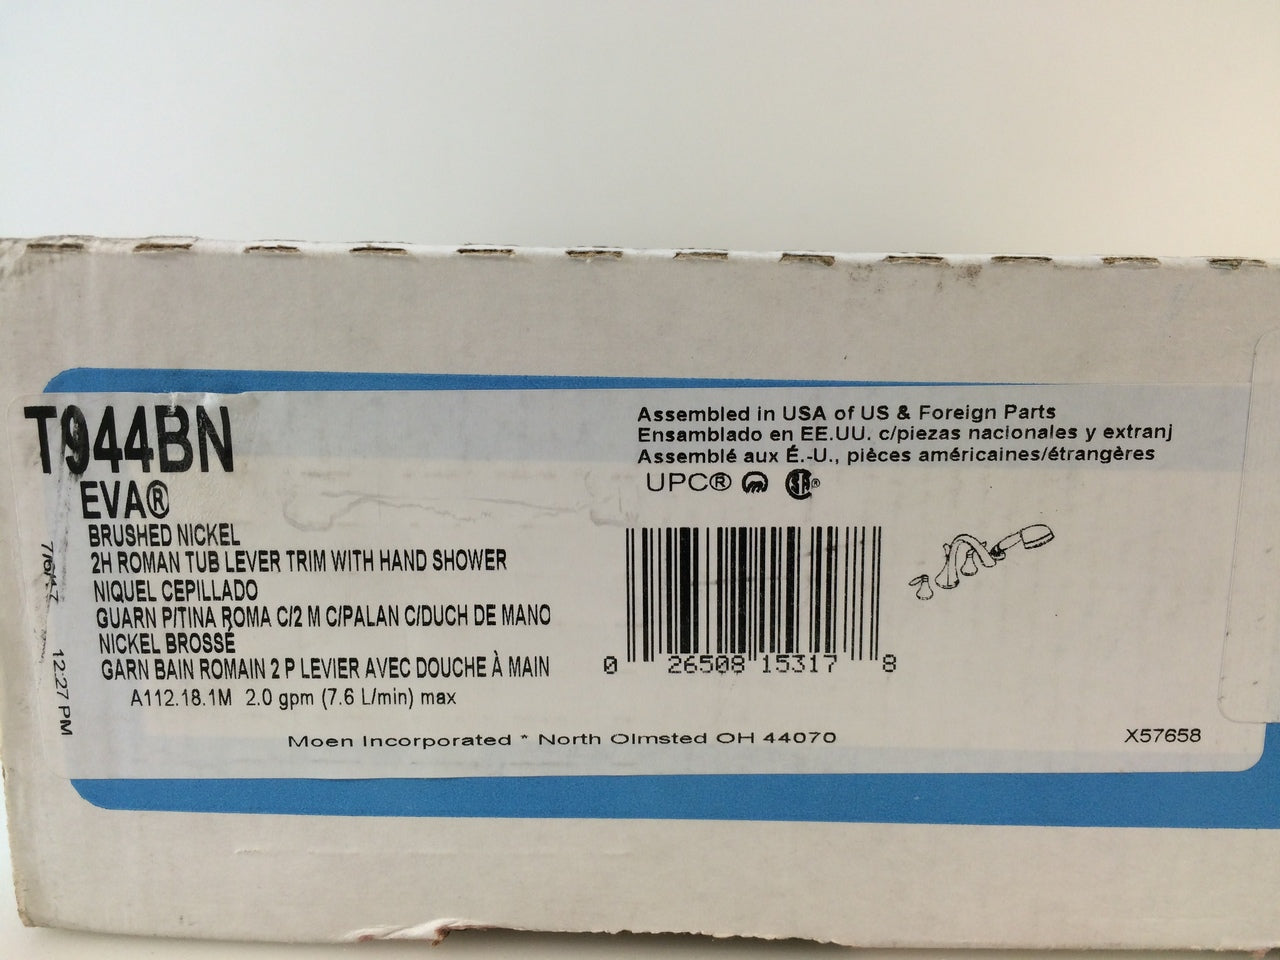 T944BN
EVA®
BRUSHED NICKEL
2H ROMAN TUB LEVER TRIM WITH HAND SHOWER
NIQUEL CEPILLADO
GUARN P/TINA ROMA C/2 M C/PALAN C/DUCH DE MANO
NICKEL BROSSÉ
GARN BAIN ROMAIN 2 P LEVIER AVEC DOUCHE À MAIN
A112.18.1M 2.0 gpm (7.6 L/min) max
Moen Incorporated * North Olmsted OH 44070
12:27 PM
Assembled in USA of US & Foreign Parts
Ensamblado en EE.UU. c/piezas nacionales y extranj
Assemblé aux É.-U., pièces américaines/étrangères
UPC® SA®
0 26508 15317 8
X57658